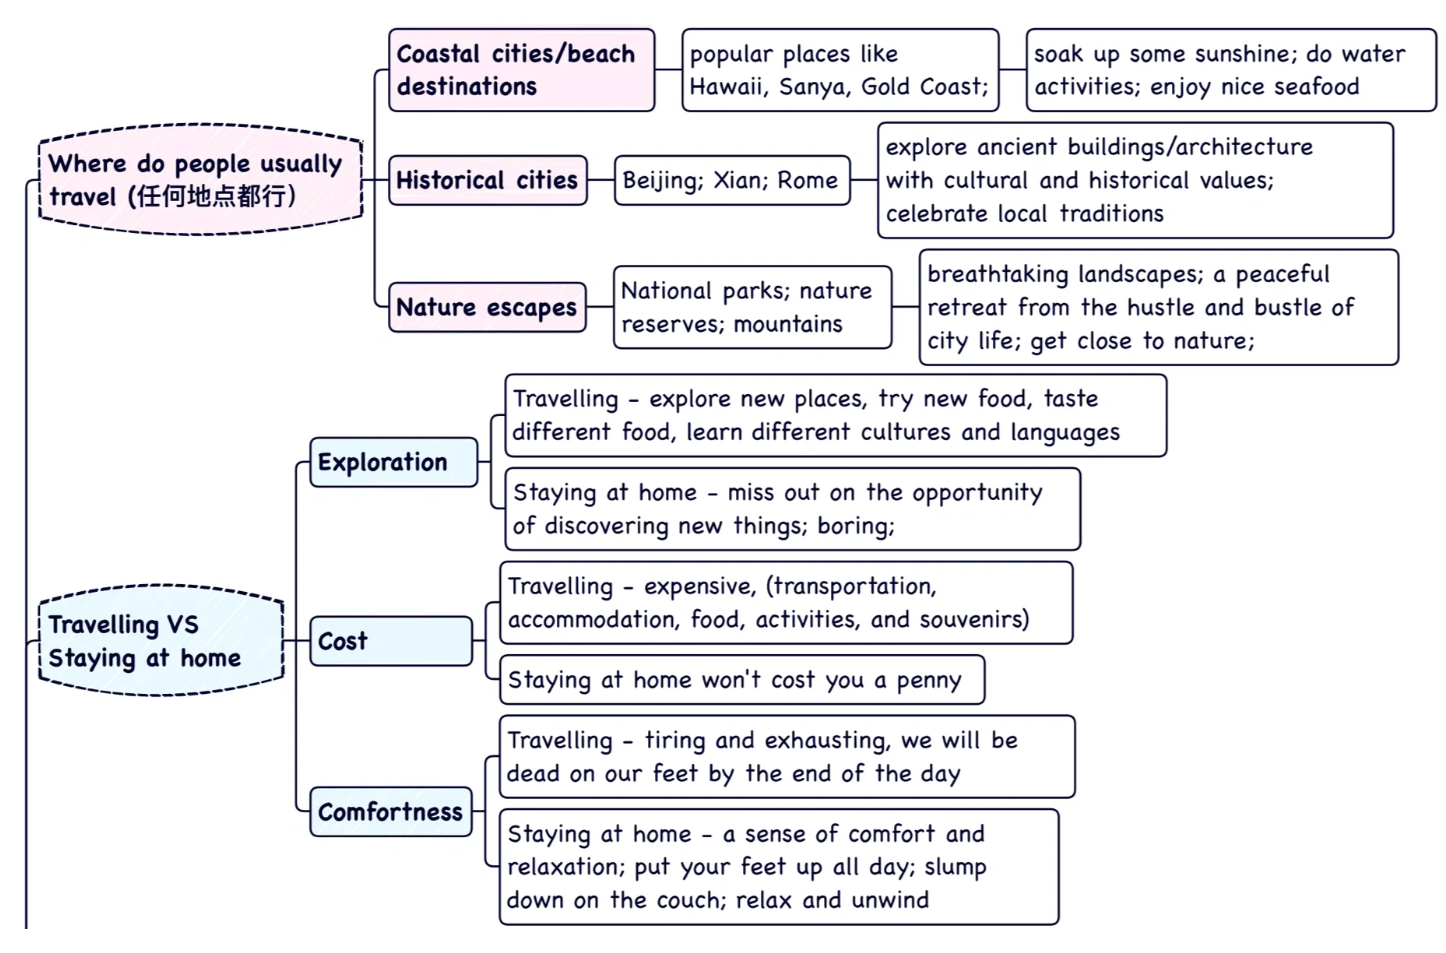 Where do people usually
travel (任何地点都行）
Coastal cities/beach
destinations
popular places like
Hawaii, Sanya, Gold Coast;
soak up some sunshine; do water
activities; enjoy nice seafood
Historical cities
Beijing; Xian; Rome
explore ancient buildings/architecture
with cultural and historical values;
celebrate local traditions
Nature escapes
National parks; nature
reserves; mountains
breathtaking landscapes; a peaceful
retreat from the hustle and bustle of
city life; get close to nature;
Travelling VS
Staying at home
Exploration
Travelling - explore new places, try new food, taste
different food, learn different cultures and languages
Staying at home - miss out on the opportunity
of discovering new things; boring;
Cost
Travelling - expensive, (transportation,
accommodation, food, activities, and souvenirs)
Staying at home won't cost you a penny
Comfortness
Travelling - tiring and exhausting, we will be
dead on our feet by the end of the day
Staying at home - a sense of comfort and
relaxation; put your feet up all day; slump
down on the couch; relax and unwind